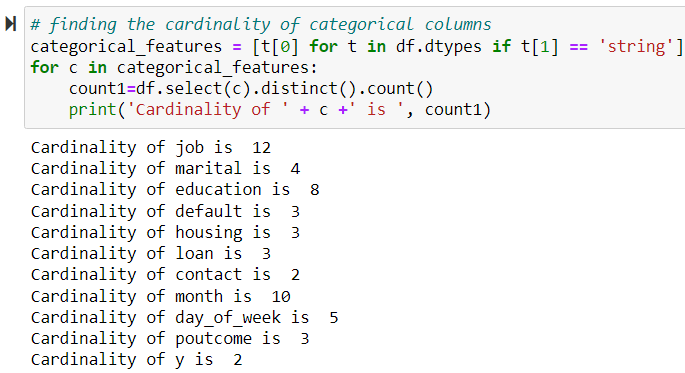 # finding the cardinality of categorical columns
categorical_features = [t[0] for t in df.dtypes if t[1] == 'string']
for c in categorical_features:
    count1=df.select(c).distinct().count()
    print('Cardinality of ' + c +' is ', count1)
Cardinality of job is  12
Cardinality of marital is  4
Cardinality of education is  8
Cardinality of default is  3
Cardinality of housing is  3
Cardinality of loan is  3
Cardinality of contact is  2
Cardinality of month is  10
Cardinality of day_of_week is  5
Cardinality of poutcome is  3
Cardinality of y is  2